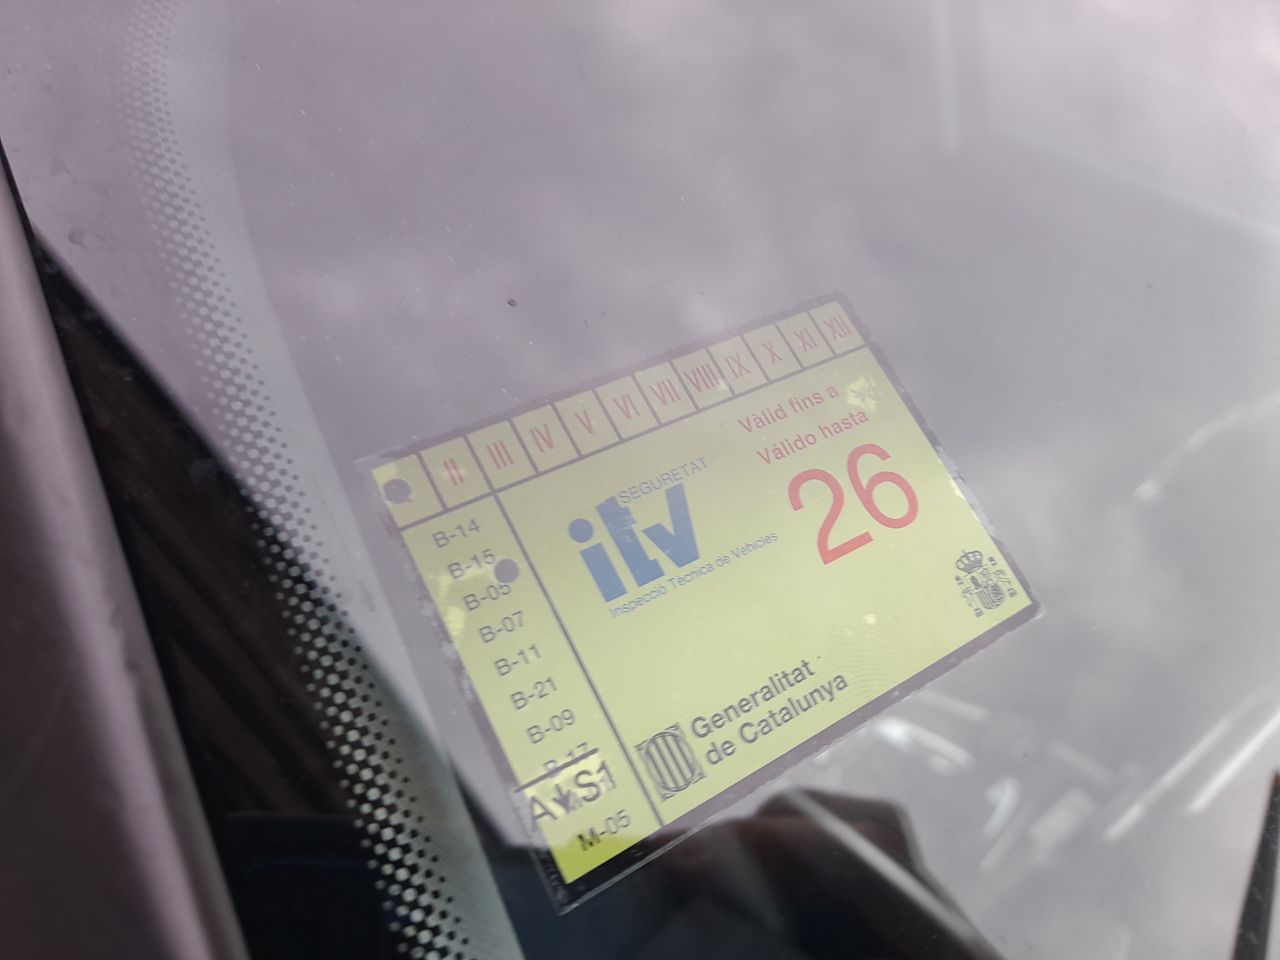 II III IV V VI VII VIII IX X XI XII
Vàlid fins a
Válido hasta
26
SEGURETAT
itv
Inspecció Tècnica de Vehicles
B-14
B-15
B-05
B-07
B-11
B-21
B-09
B-17
M-05
Generalitat
de Catalunya